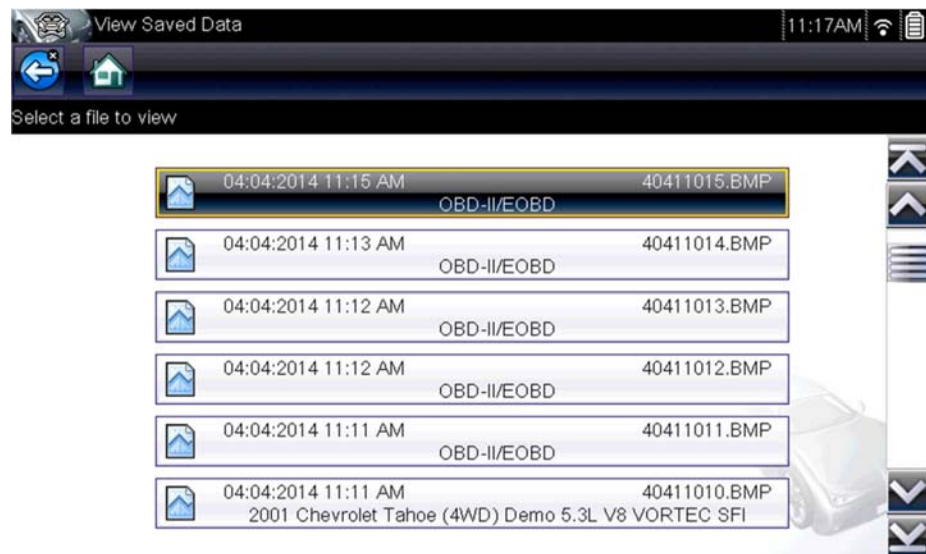 View Saved Data 11:17AM
Select a file to view
04:04:2014 11:15 AM 40411015.BMP
OBD-II/EOBD
04:04:2014 11:13 AM 40411014.BMP
OBD-II/EOBD
04:04:2014 11:12 AM 40411013.BMP
OBD-II/EOBD
04:04:2014 11:12 AM 40411012.BMP
OBD-II/EOBD
04:04:2014 11:11 AM 40411011.BMP
OBD-II/EOBD
04:04:2014 11:11 AM 40411010.BMP
2001 Chevrolet Tahoe (4WD) Demo 5.3L V8 VORTEC SFI